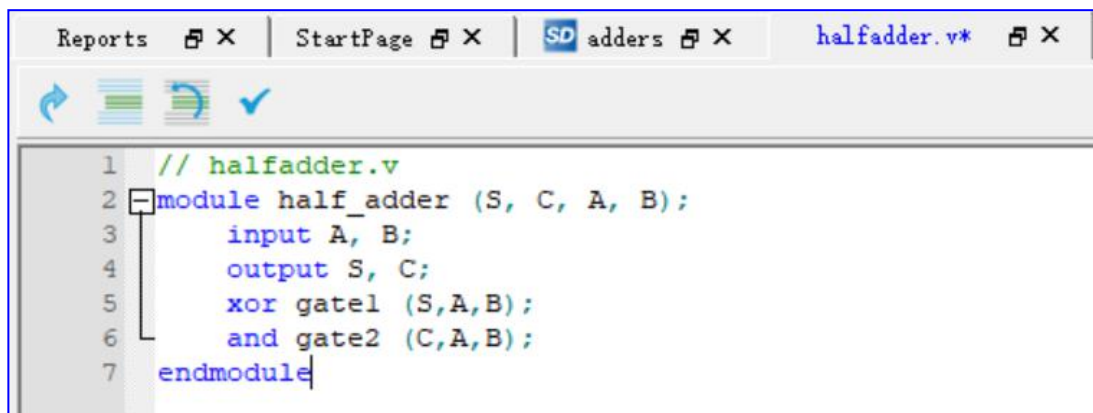 Reports StartPage SD adders halfadder.v*
1 // halfadder.v
2 module half_adder (S, C, A, B);
3 input A, B;
4 output S, C;
5 xor gate1 (S,A,B);
6 and gate2 (C,A,B);
7 endmodule